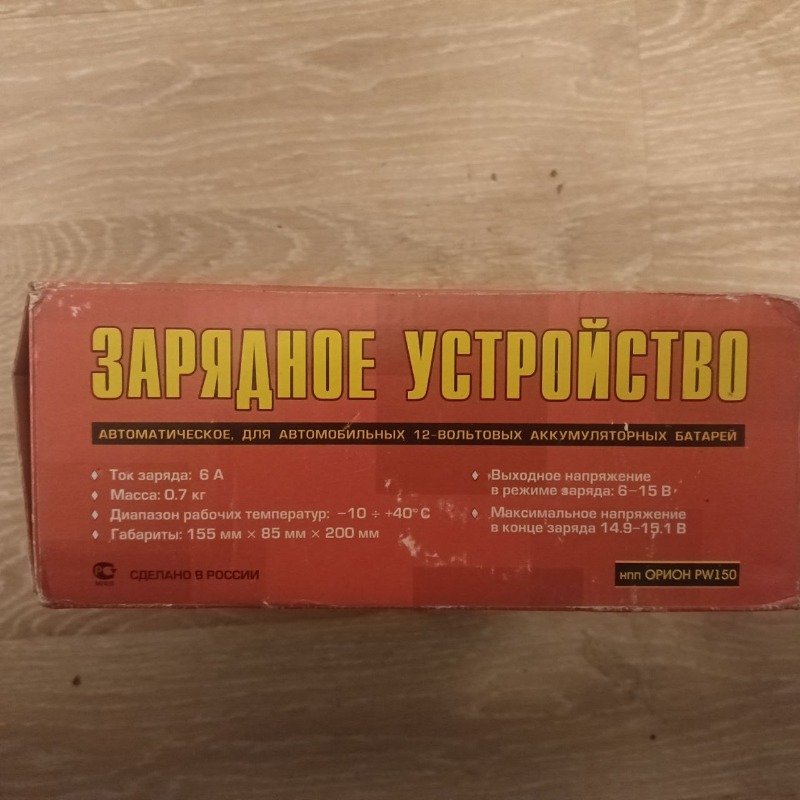 ЗАРЯДНОЕ УСТРОЙСТВО
АВТОМАТИЧЕСКОЕ, ДЛЯ АВТОМОБИЛЬНЫХ 12-ВОЛЬТОВЫХ АККУМУЛЯТОРНЫХ БАТАРЕЙ
♦ Ток заряда: 6 А
♦ Масса: 0.7 кг
♦ Диапазон рабочих температур: −10 ÷ +40°С
♦ Габариты: 155 мм × 85 мм × 200 мм
♦ Выходное напряжение
в режиме заряда: 6–15 В
♦ Максимальное напряжение
в конце заряда 14.9–15.1 В
СДЕЛАНО В РОССИИ
нпп ОРИОН PW150